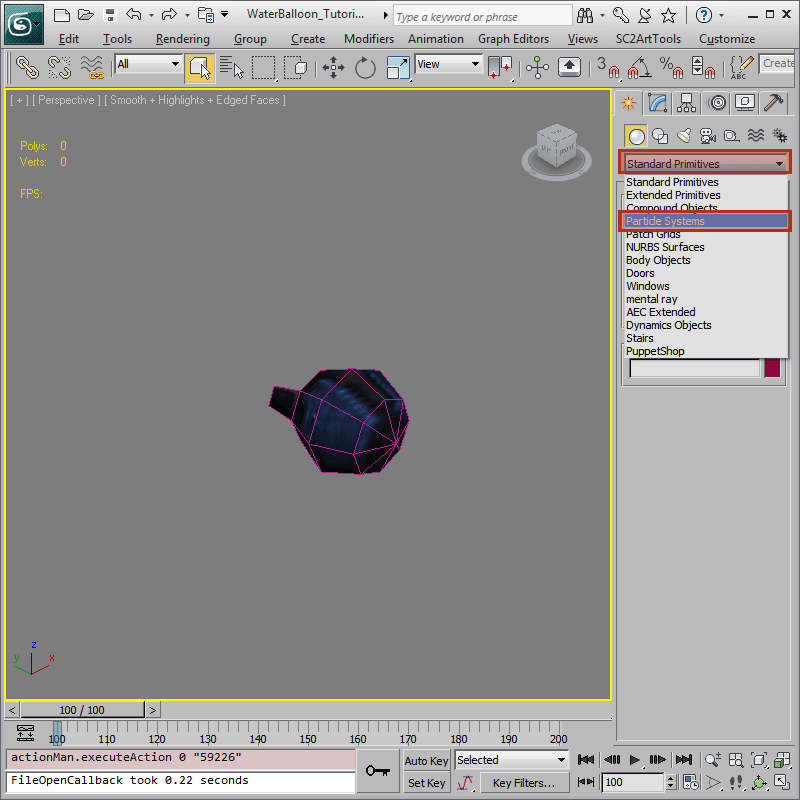 WaterBalloon_Tutori...
Type a keyword or phrase
Edit Tools Rendering Group Create Modifiers Animation Graph Editors Views SC2ArtTools Customize
All
View
3
%
ABC
Create
[ + ] [ Perspective ] [ Smooth + Highlights + Edged Faces ]
Polys: 0
Verts: 0
FPS:
Standard Primitives
Standard Primitives
Extended Primitives
Compound Objects
Particle Systems
Patch Grids
NURBS Surfaces
Body Objects
Doors
Windows
mental ray
AEC Extended
Dynamics Objects
Stairs
PuppetShop
z
y
x
< 100 / 100 >
100 110 120 130 140 150 160 170 180 190 200
actionMan.executeAction 0 "59226"
FileOpenCallback took 0.22 seconds
Auto Key
Selected
Set Key
Key Filters...
100